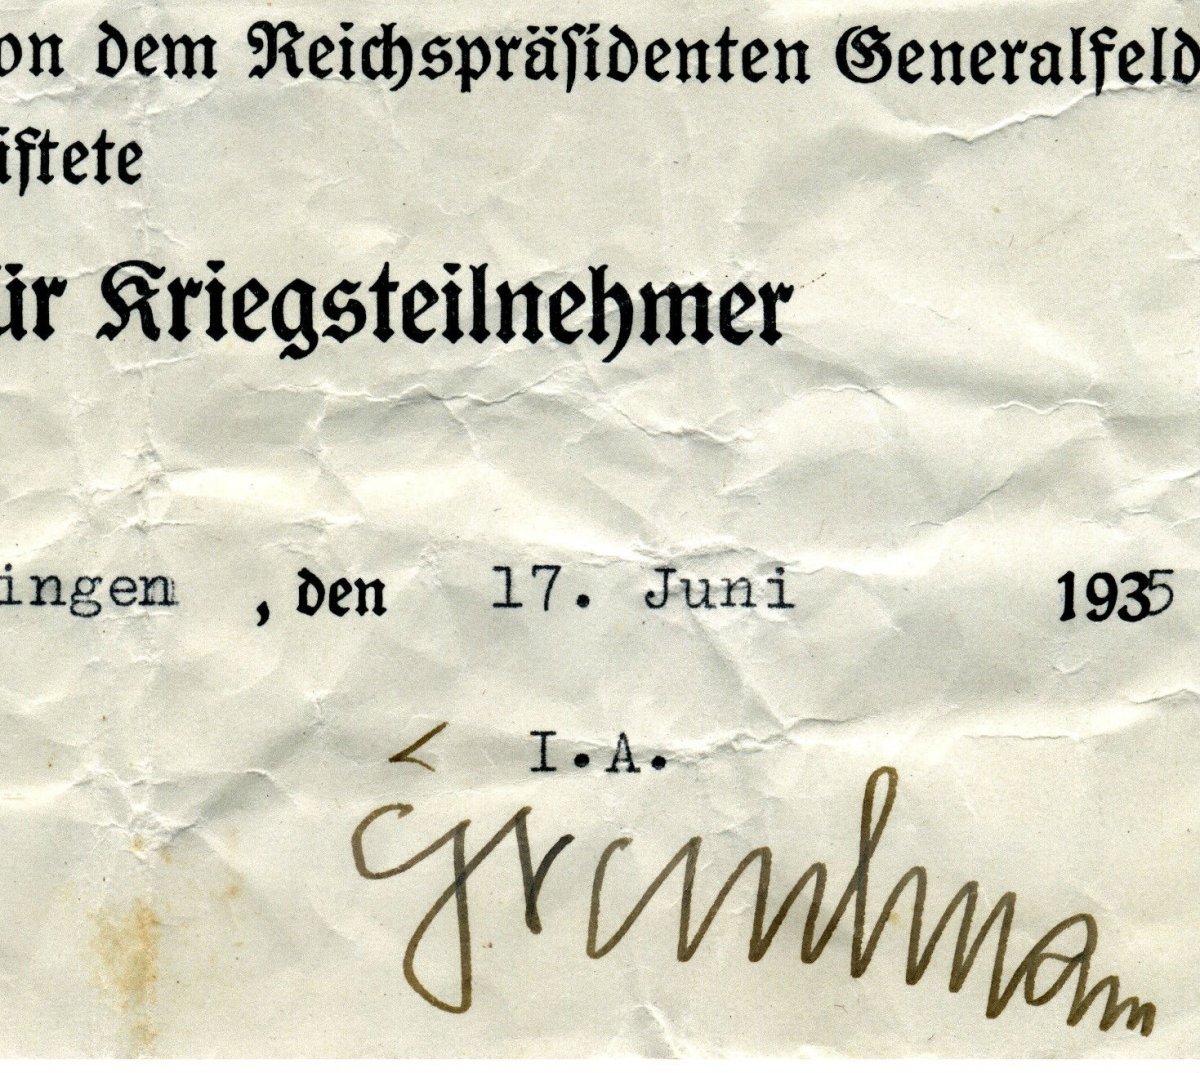 on dem Reichspräsidenten Generalfeld
iftete
ür Kriegsteilnehmer
ingen , den 17. Juni 1935
I.A.